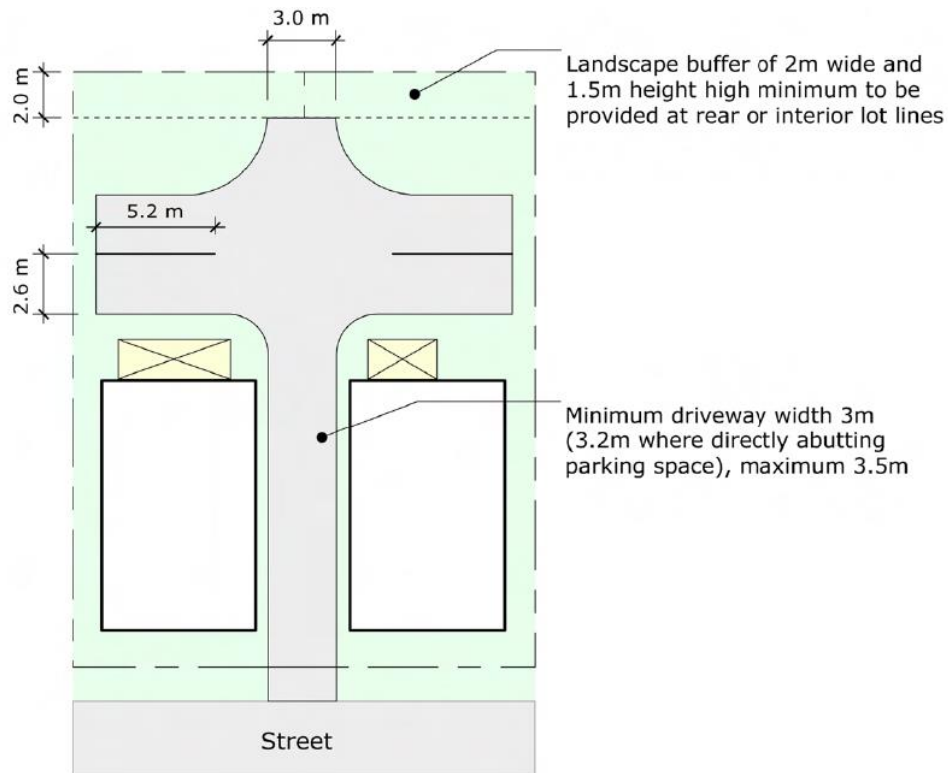 3.0 m
2.0 m
Landscape buffer of 2m wide and
1.5m height high minimum to be
provided at rear or interior lot lines
5.2 m
2.6 m
Minimum driveway width 3m
(3.2m where directly abutting
parking space), maximum 3.5m
Street